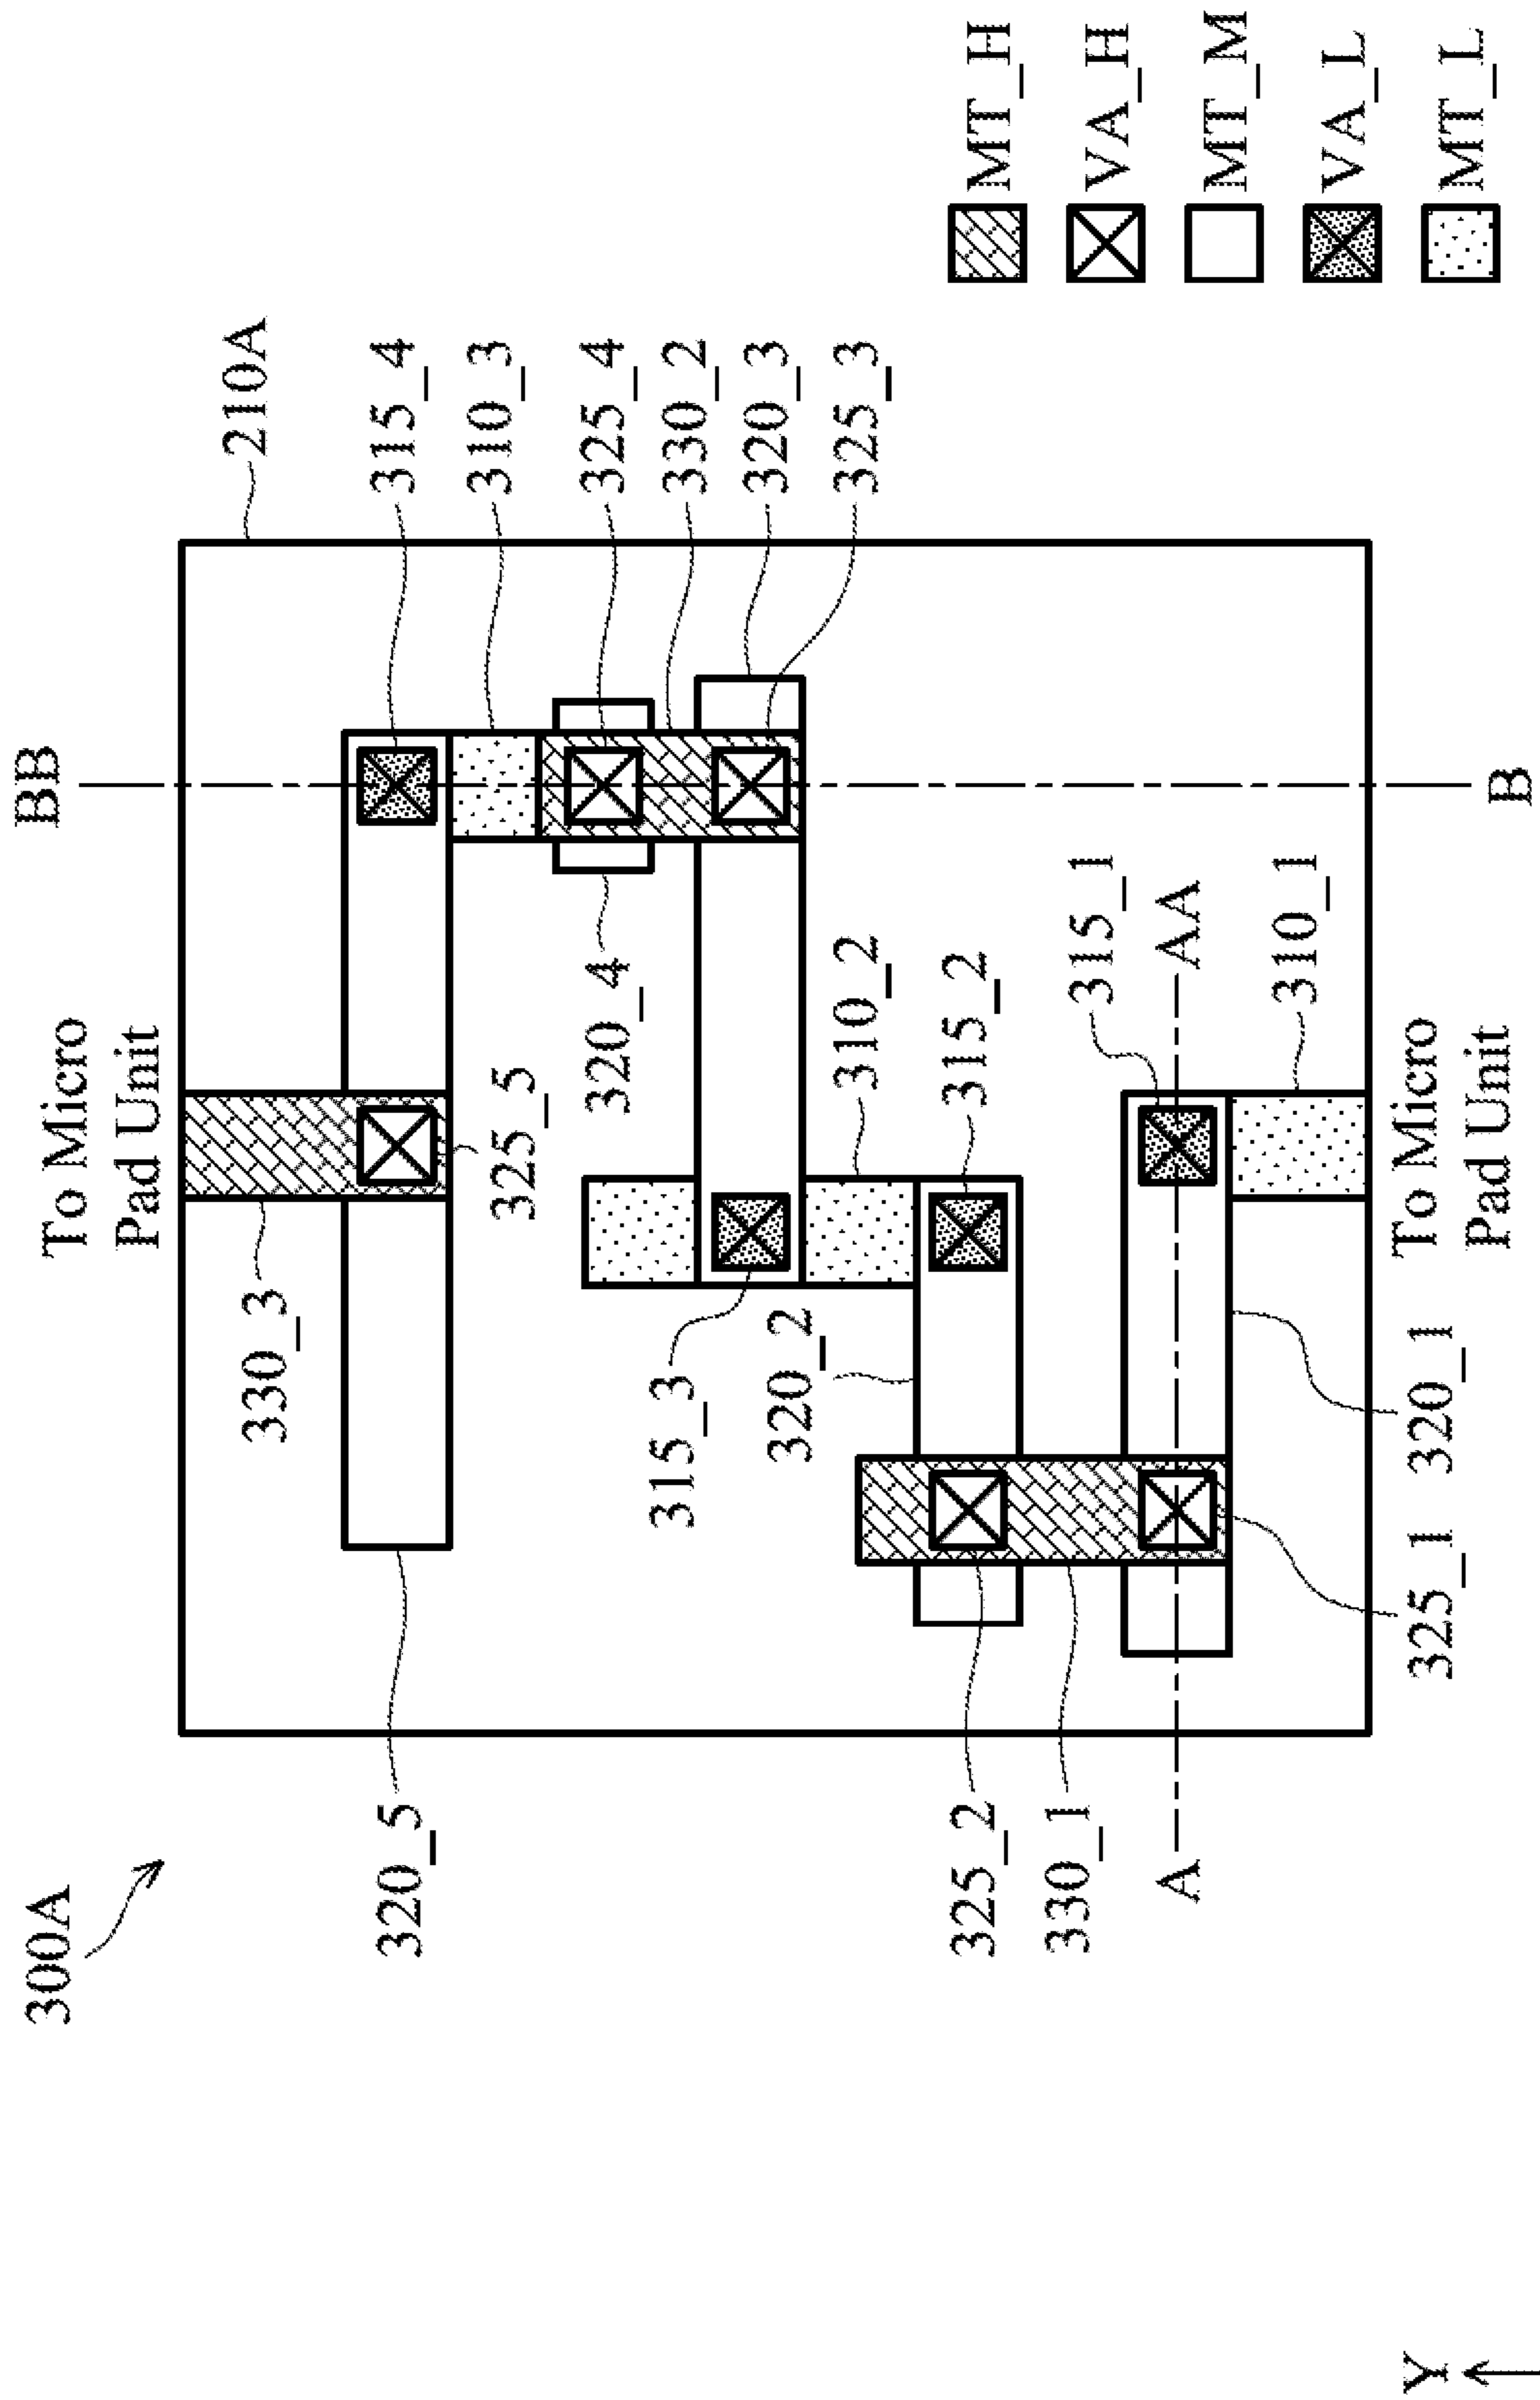 300A
To Micro
Pad Unit
BB
330_3
210A
320_5
325_5
315_4
310_3
325_4
330_2
320_3
325_3
320_4
315_3
320_2
310_2
315_2
315_1
AA
310_1
325_2
330_1
A
325_1
320_1
To Micro
Pad Unit
B
MT_H
VA_H
MT_M
VA_L
MT_L
Y